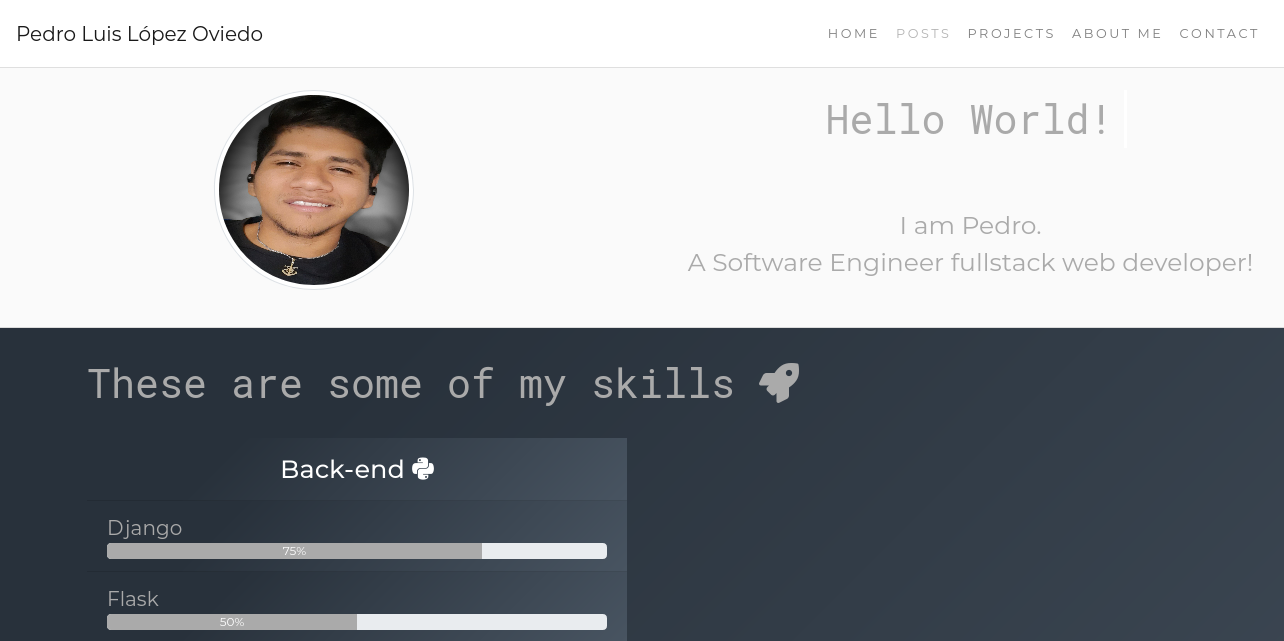 Pedro Luis López Oviedo
HOME POSTS PROJECTS ABOUT ME CONTACT
Hello World!
I am Pedro.
A Software Engineer fullstack web developer!
These are some of my skills
Back-end
Django
75%
Flask
50%